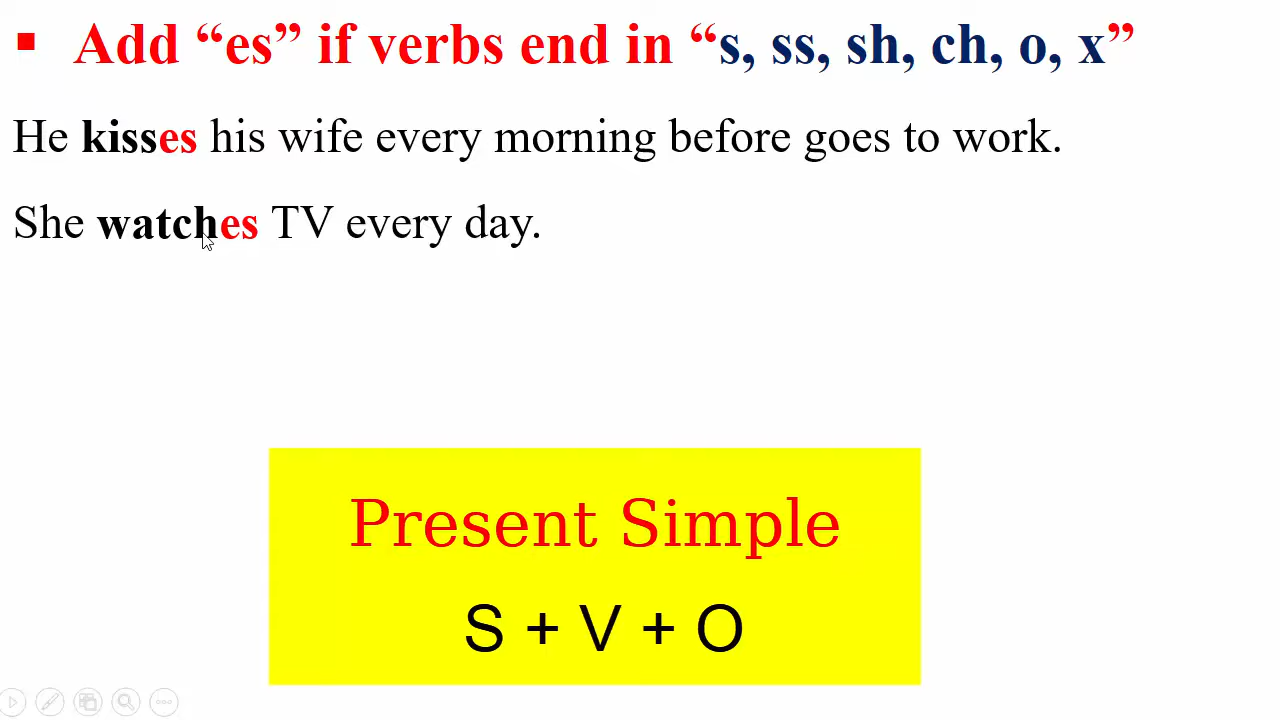 ▪ Add “es” if verbs end in “s, ss, sh, ch, o, x”
He kisses his wife every morning before goes to work.
She watches TV every day.
Present Simple
S + V + O